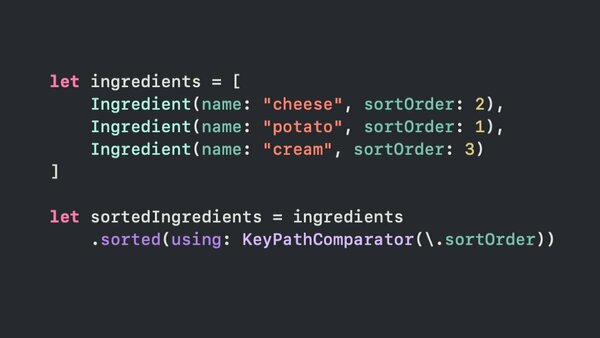 let ingredients = [
    Ingredient(name: "cheese", sortOrder: 2),
    Ingredient(name: "potato", sortOrder: 1),
    Ingredient(name: "cream", sortOrder: 3)
]
let sortedIngredients = ingredients
    .sorted(using: KeyPathComparator(\.sortOrder))